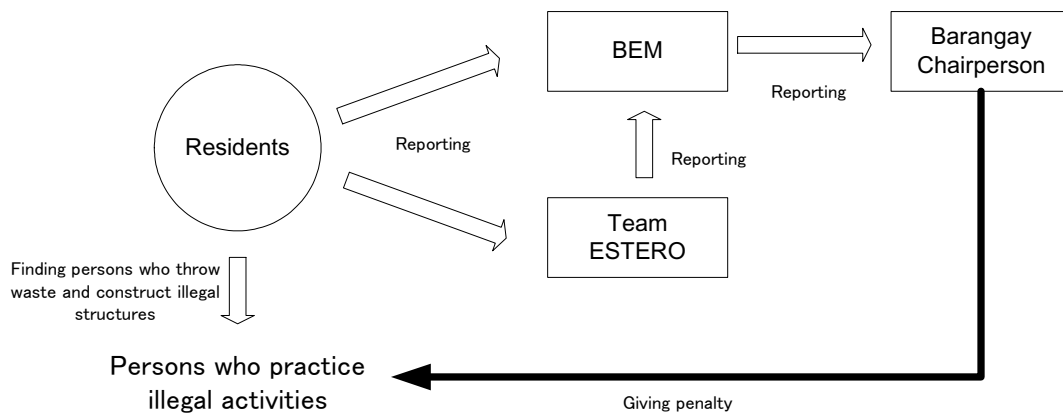 BEM
Barangay
Chairperson
Reporting
Residents
Reporting
Reporting
Team
ESTERO
Finding persons who throw
waste and construct illegal
structures
Persons who practice
illegal activities
Giving penalty